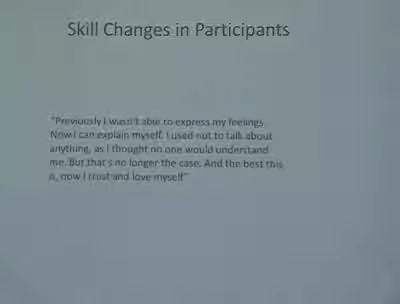 Skill Changes in Participants
"Previously I wasn't able to express my feelings.
Now I can explain myself. I used not to talk about
anything, as I thought no one would understand
me. But that's no longer the case. And the best this
is, now I trust and love myself"